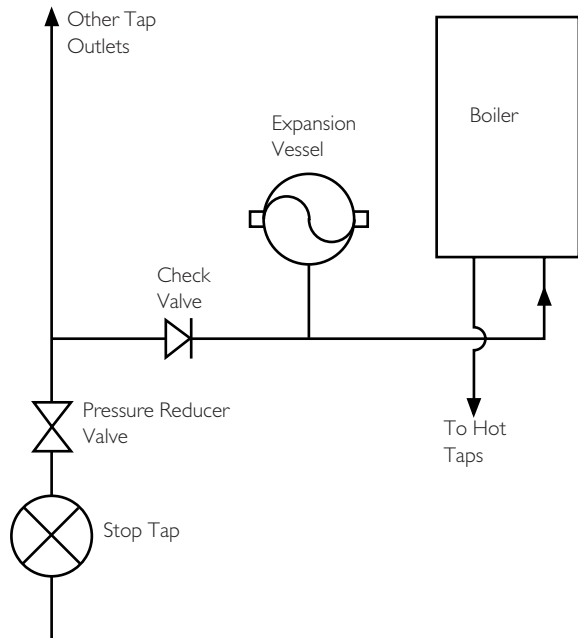 Other Tap
Outlets
Boiler
Expansion
Vessel
Check
Valve
Pressure Reducer
Valve
To Hot
Taps
Stop Tap